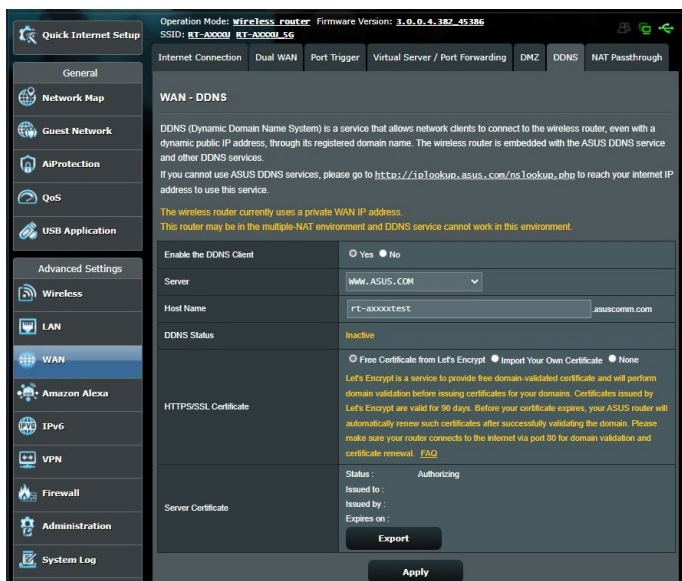 Quick Internet Setup
General
Network Map
Guest Network
AiProtection
QoS
USB Application
Advanced Settings
Wireless
LAN
WAN
Amazon Alexa
IPv6
VPN
Firewall
Administration
System Log
Operation Mode: Wireless router Firmware Version: 3.0.0.4.382_45386
SSID: RT-AXXXU RT-AXXXU_5G
Internet Connection Dual WAN Port Trigger Virtual Server / Port Forwarding DMZ DDNS NAT Passthrough
WAN - DDNS
DDNS (Dynamic Domain Name System) is a service that allows network clients to connect to the wireless router, even with a
dynamic public IP address, through its registered domain name. The wireless router is embedded with the ASUS DDNS service
and other DDNS services.
If you cannot use ASUS DDNS services, please go to http://iplookup.asus.com/nslookup.php to reach your internet IP
address to use this service.
The wireless router currently uses a private WAN IP address.
This router may be in the multiple-NAT environment and DDNS service cannot work in this environment.
Enable the DDNS Client Yes No
Server WWW.ASUS.COM
Host Name rt-axxxxtest .asuscomm.com
DDNS Status Inactive
HTTPS/SSL Certificate
Free Certificate from Let's Encrypt Import Your Own Certificate None
Let's Encrypt is a service to provide free domain-validated certificate and will perform
domain validation before issuing certificates for your domains. Certificates issued by
Let's Encrypt are valid for 90 days. Before your certificate expires, your ASUS router will
automatically renew such certificates after successfully validating the domain. Please
make sure your router connects to the internet via port 80 for domain validation and
certificate renewal. FAQ
Server Certificate
Status : Authorizing
Issued to :
Issued by :
Expires on :
Export
Apply